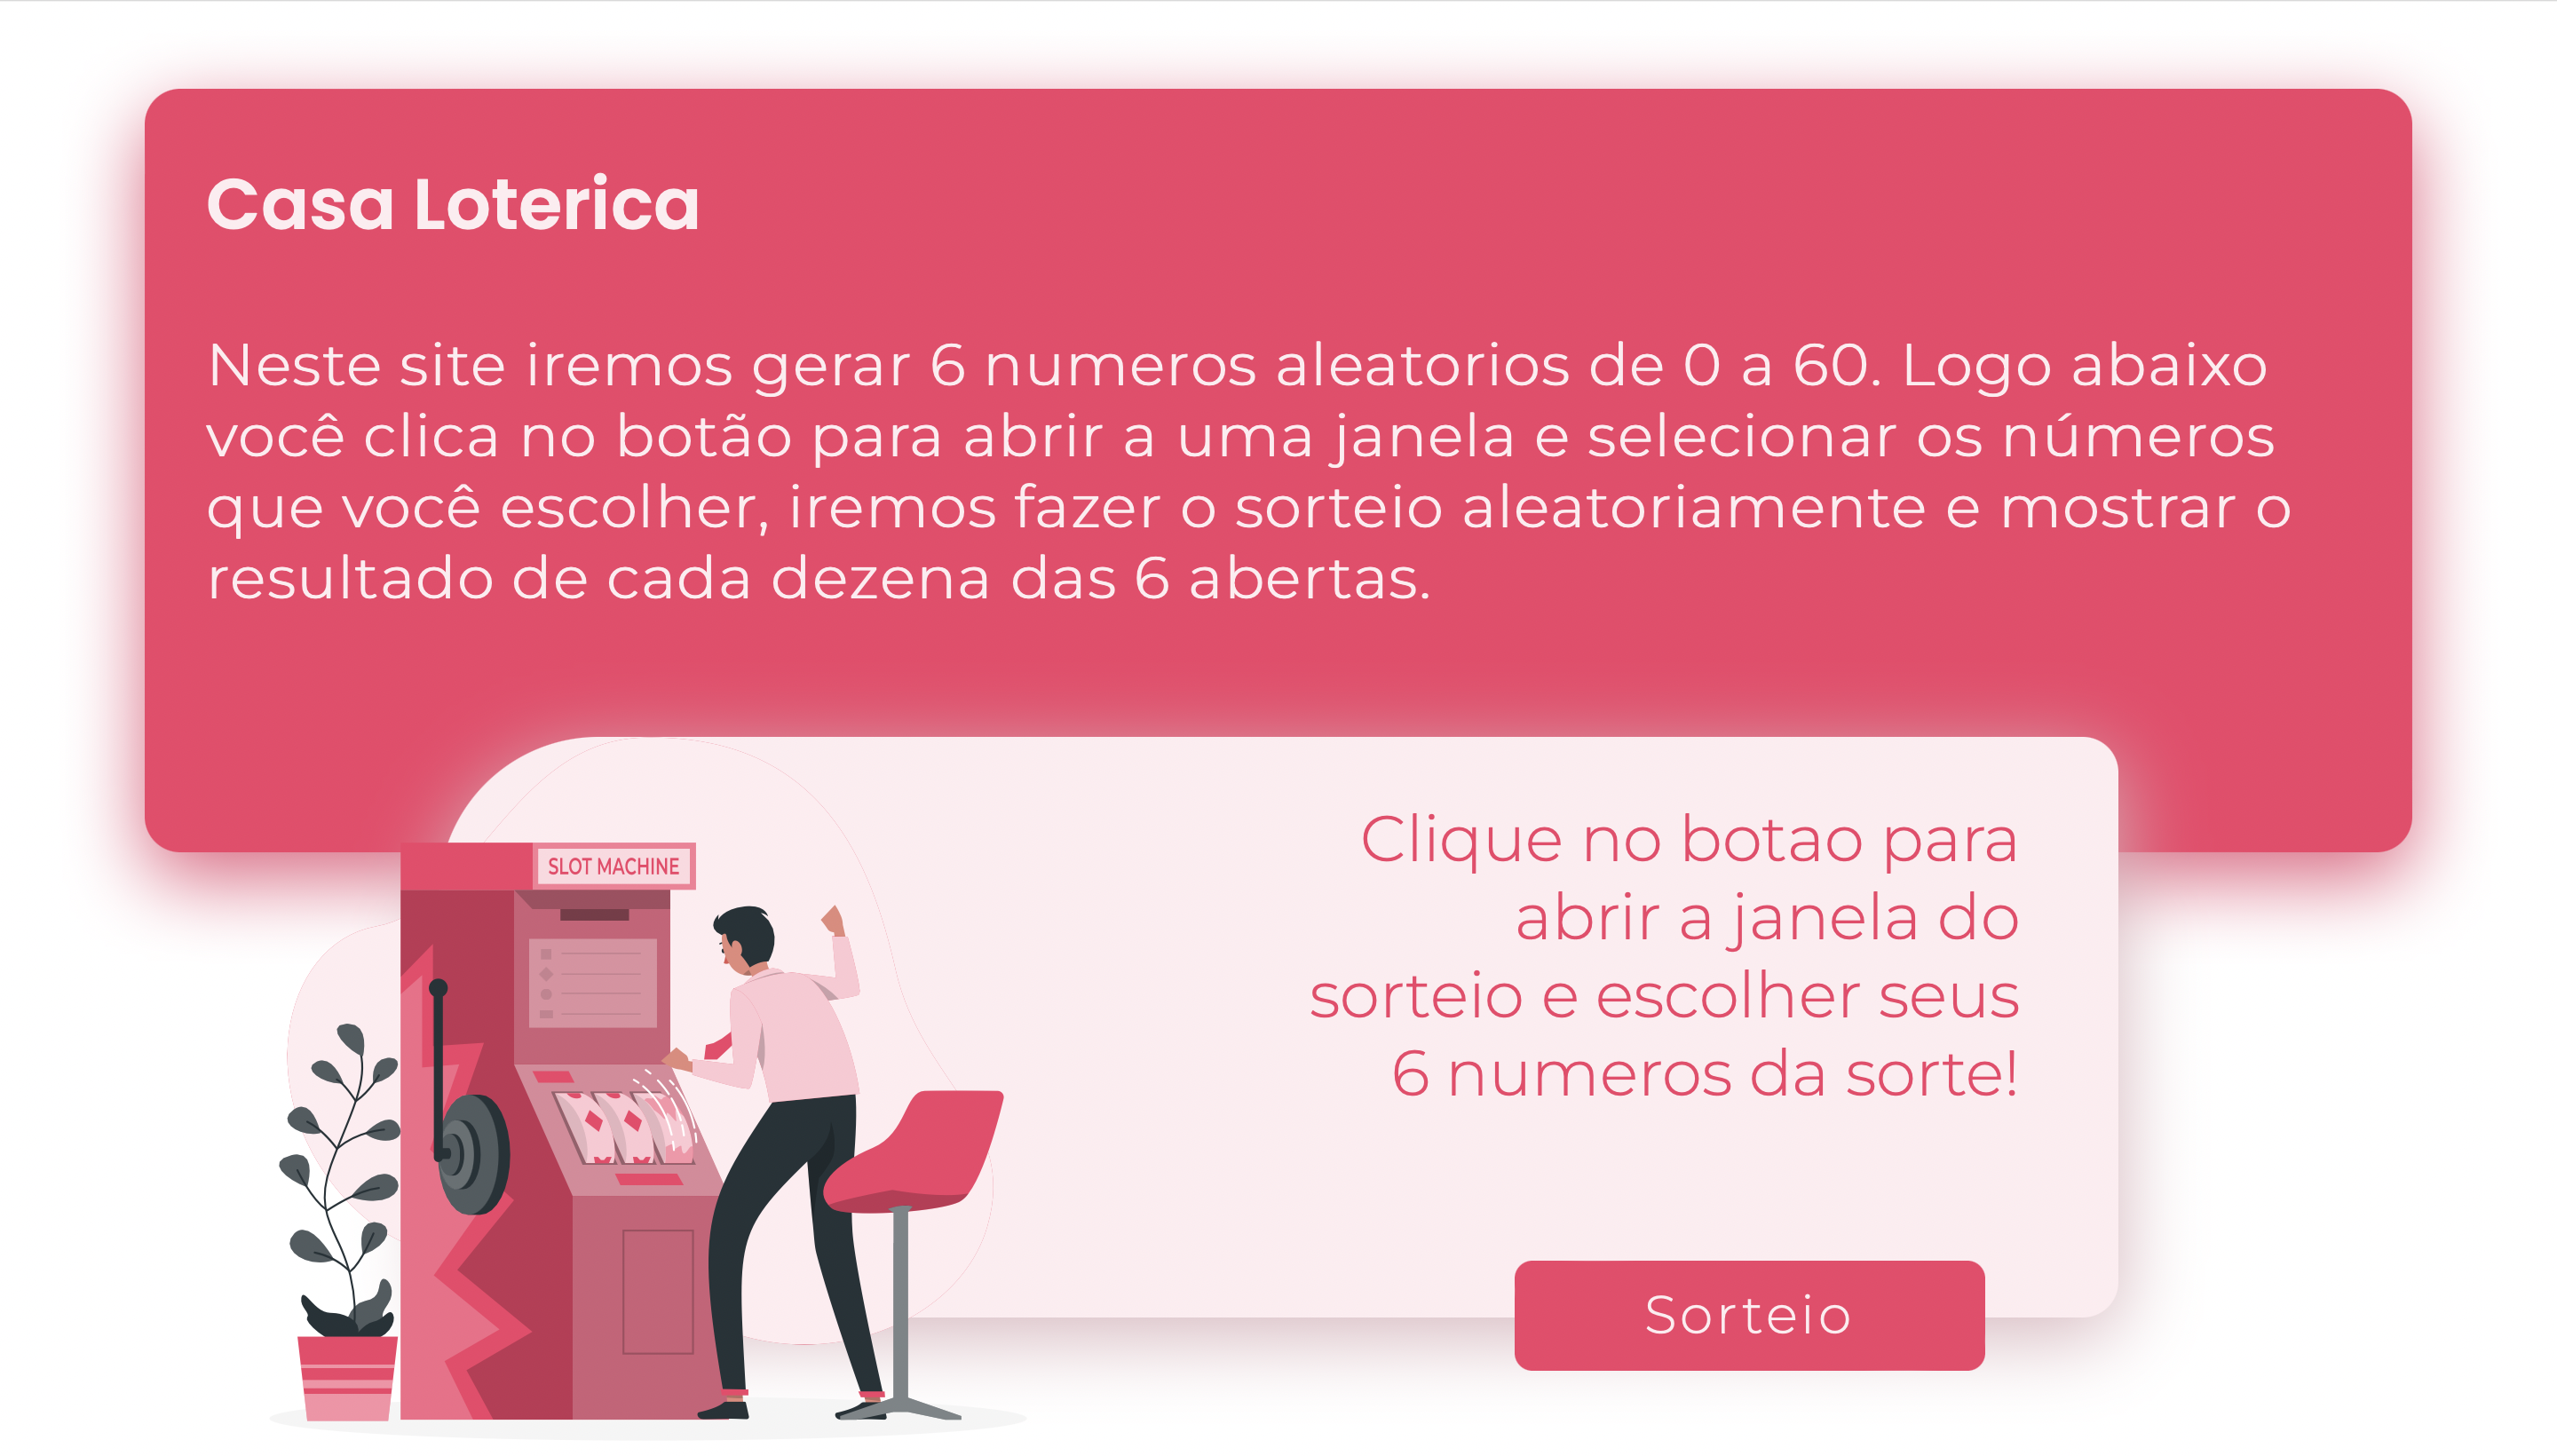 Casa Loterica
Neste site iremos gerar 6 numeros aleatorios de 0 a 60. Logo abaixo
você clica no botão para abrir a uma janela e selecionar os números
que você escolher, iremos fazer o sorteio aleatoriamente e mostrar o
resultado de cada dezena das 6 abertas.
SLOT MACHINE
Clique no botao para
abrir a janela do
sorteio e escolher seus
6 numeros da sorte!
Sorteio